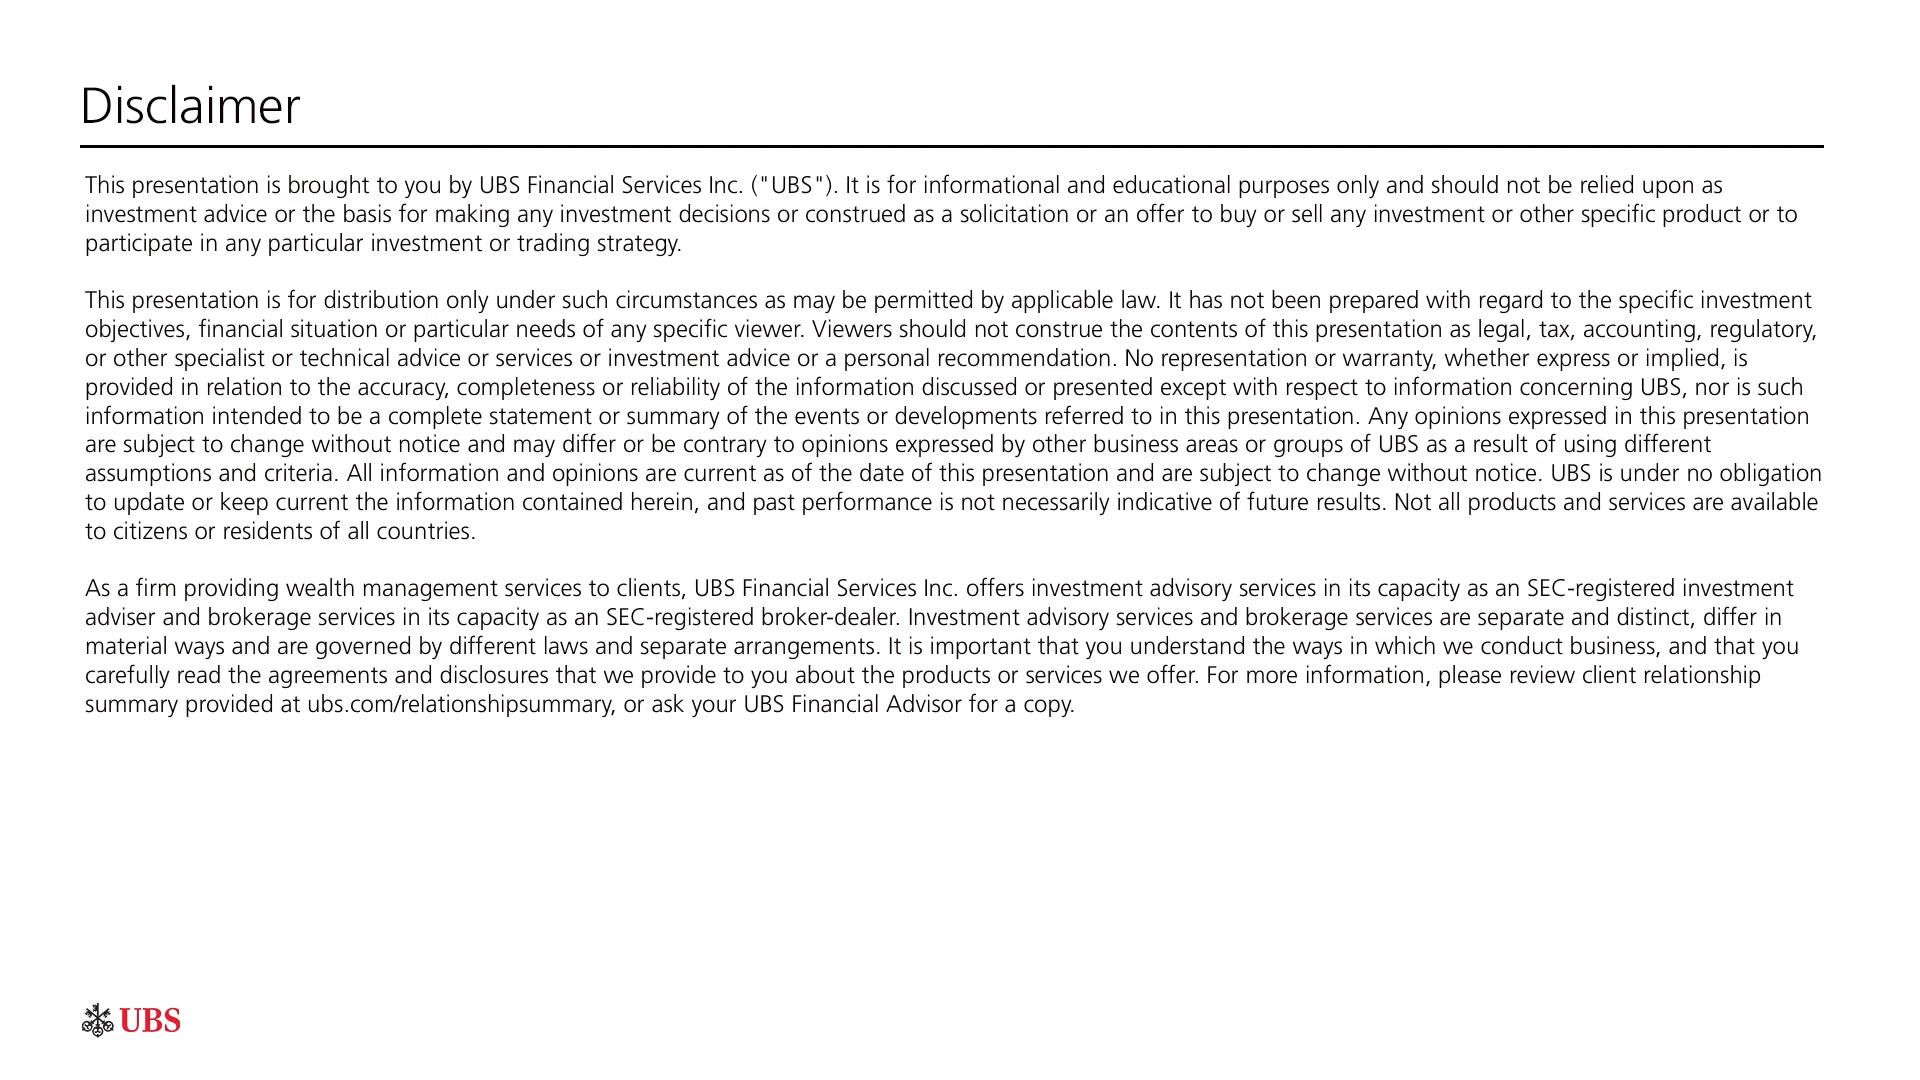 Disclaimer
This presentation is brought to you by UBS Financial Services Inc. ("UBS"). It is for informational and educational purposes only and should not be relied upon as
investment advice or the basis for making any investment decisions or construed as a solicitation or an offer to buy or sell any investment or other specific product or to
participate in any particular investment or trading strategy.
This presentation is for distribution only under such circumstances as may be permitted by applicable law. It has not been prepared with regard to the specific investment
objectives, financial situation or particular needs of any specific viewer. Viewers should not construe the contents of this presentation as legal, tax, accounting, regulatory,
or other specialist or technical advice or services or investment advice or a personal recommendation. No representation or warranty, whether express or implied, is
provided in relation to the accuracy, completeness or reliability of the information discussed or presented except with respect to information concerning UBS, nor is such
information intended to be a complete statement or summary of the events or developments referred to in this presentation. Any opinions expressed in this presentation
are subject to change without notice and may differ or be contrary to opinions expressed by other business areas or groups of UBS as a result of using different
assumptions and criteria. All information and opinions are current as of the date of this presentation and are subject to change without notice. UBS is under no obligation
to update or keep current the information contained herein, and past performance is not necessarily indicative of future results. Not all products and services are available
to citizens or residents of all countries.
As a firm providing wealth management services to clients, UBS Financial Services Inc. offers investment advisory services in its capacity as an SEC-registered investment
adviser and brokerage services in its capacity as an SEC-registered broker-dealer. Investment advisory services and brokerage services are separate and distinct, differ in
material ways and are governed by different laws and separate arrangements. It is important that you understand the ways in which we conduct business, and that you
carefully read the agreements and disclosures that we provide to you about the products or services we offer. For more information, please review client relationship
summary provided at ubs.com/relationshipsummary, or ask your UBS Financial Advisor for a copy.
UBS